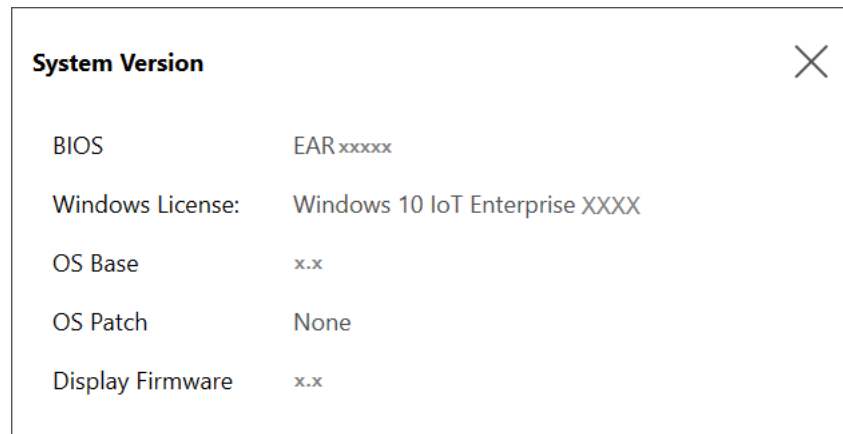 System Version
BIOS EAR xxxxx
Windows License: Windows 10 IoT Enterprise XXXX
OS Base x.x
OS Patch None
Display Firmware x.x